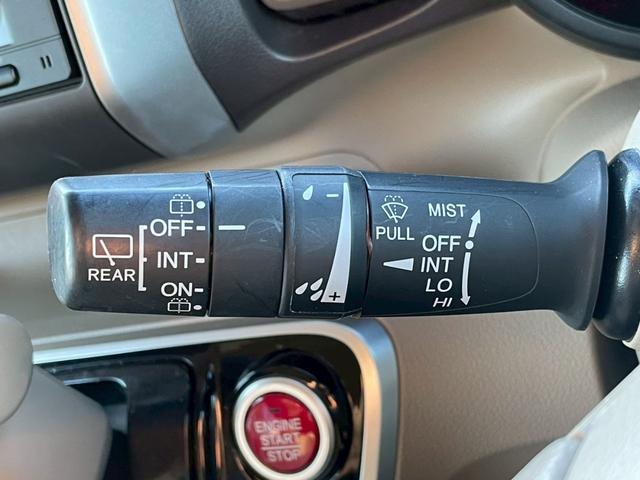 OFF
INT
ON
REAR
−
+
PULL
MIST
OFF
INT
LO
HI
ENGINE
START
STOP